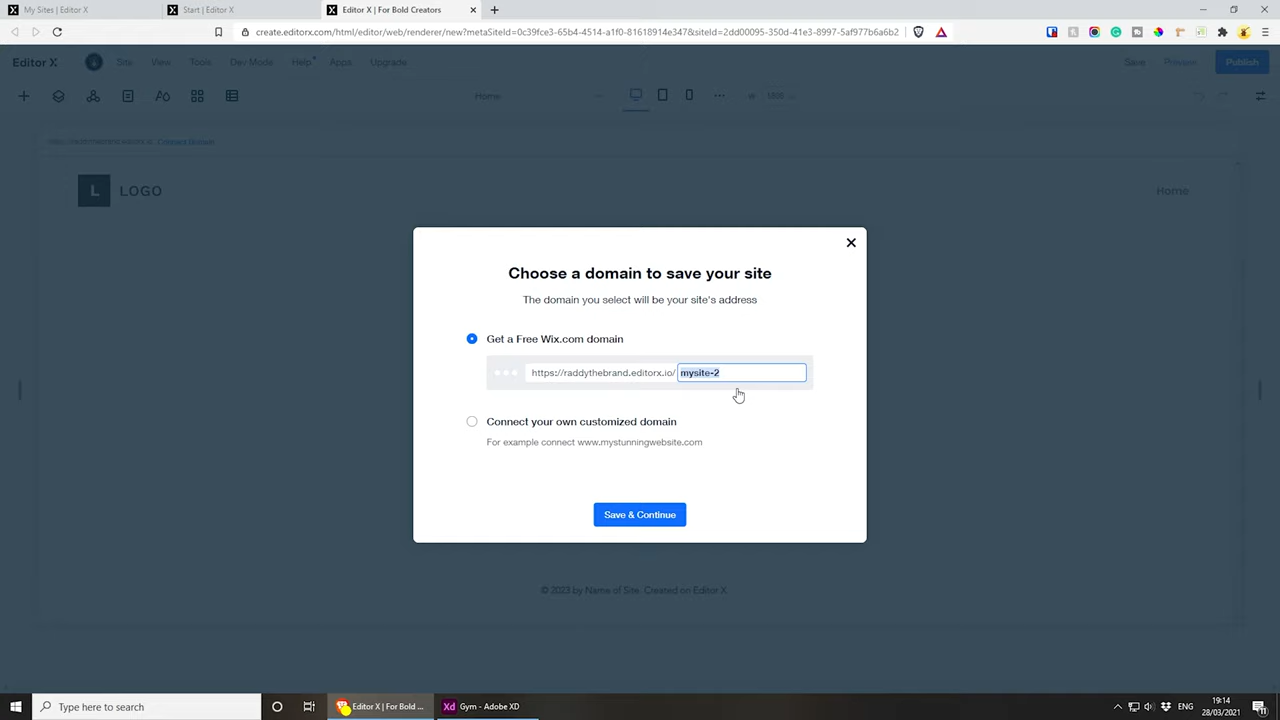 My Sites | Editor X
Start | Editor X
Editor X | For Bold Creators
create.editorx.com/html/editor/web/renderer/new?metaSiteId=0c39fce3-65b4-4514-a1f0-81618914e347&siteId=2dd00095-350d-41e3-8997-5af977b6a6b2
Editor X
Site
View
Tools
Dev Mode
Help
Apps
Upgrade
Save
Preview
Publish
Home
W
L LOGO
Home
Choose a domain to save your site
The domain you select will be your site's address
Get a Free Wix.com domain
https://raddythebrand.editorx.io/ mysite-2
Connect your own customized domain
For example connect www.mystunningwebsite.com
Save & Continue
© 2023 by Name of Site. Created on Editor X
Type here to search
Editor X | For Bold ...
Xd Gym - Adobe XD
ENG
19:14
28/03/2021